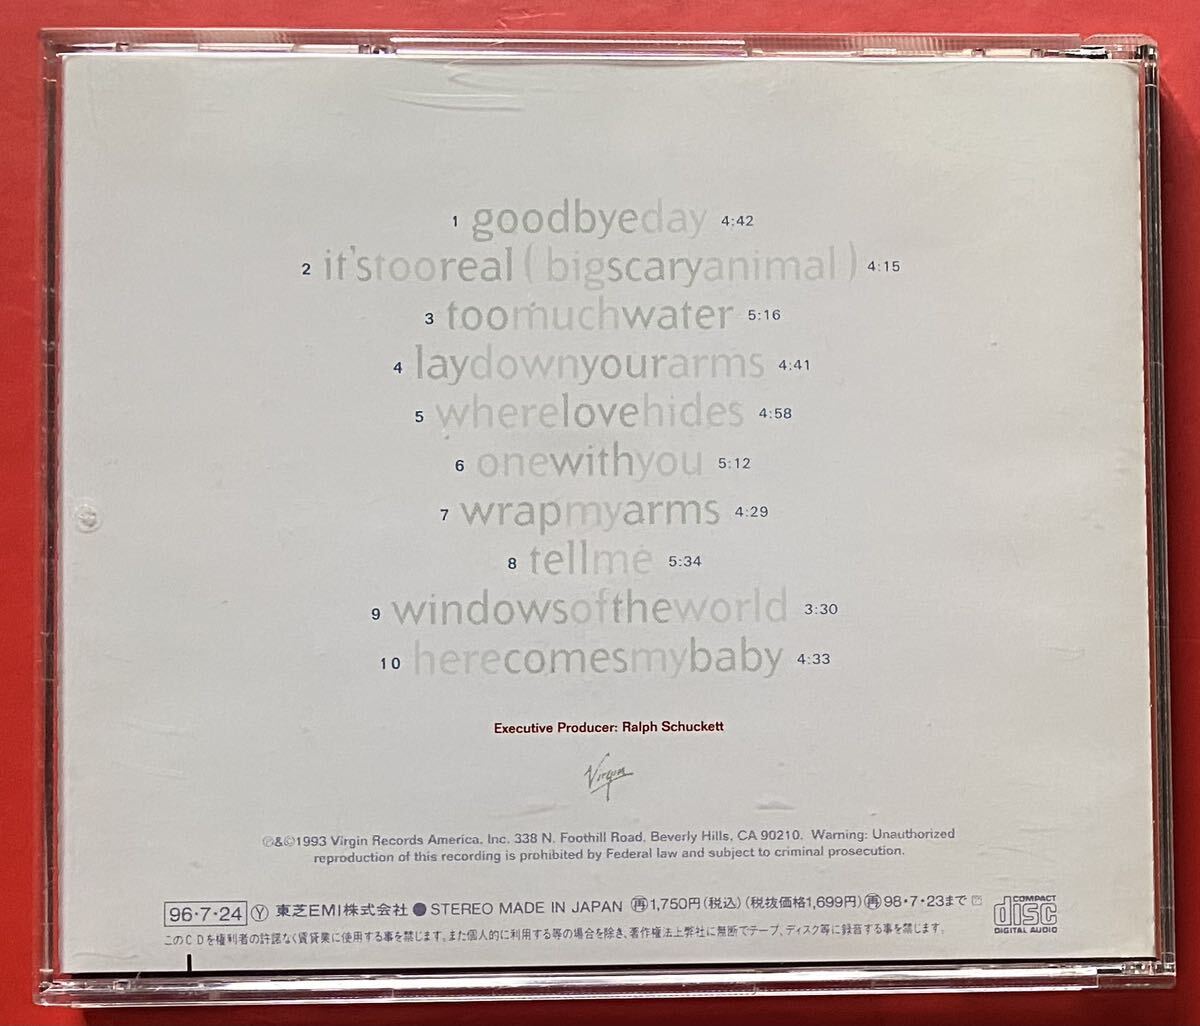 1 goodbyeday 4:42
2 it'stooreal(bigscaryanimal) 4:15
3 toomuchwater 5:16
4 laydownyourarms 4:41
5 wherelovehides 4:58
6 onewithyou 5:12
7 wrapmyarms 4:29
8 tellme 5:34
9 windowsoftheworld 3:30
10 herecomesmybaby 4:33
Executive Producer: Ralph Schuckett
Virgin
℗&©1993 Virgin Records America, Inc. 338 N. Foothill Road, Beverly Hills, CA 90210. Warning: Unauthorized
reproduction of this recording is prohibited by Federal law and subject to criminal prosecution.
96・7・24 Ⓨ 東芝EMI株式会社●STEREO MADE IN JAPAN ㊢1,750円(税込)(税抜価格1,699円)㊢98・7・23まで
COMPACT disc DIGITAL AUDIO
このCDを権利者の許諾なく賃貸業に使用する事を禁じます。また個人的に利用する等の場合を除き、著作権法上弊社に無断でテープ、ディスク等に録音する事を禁じます。